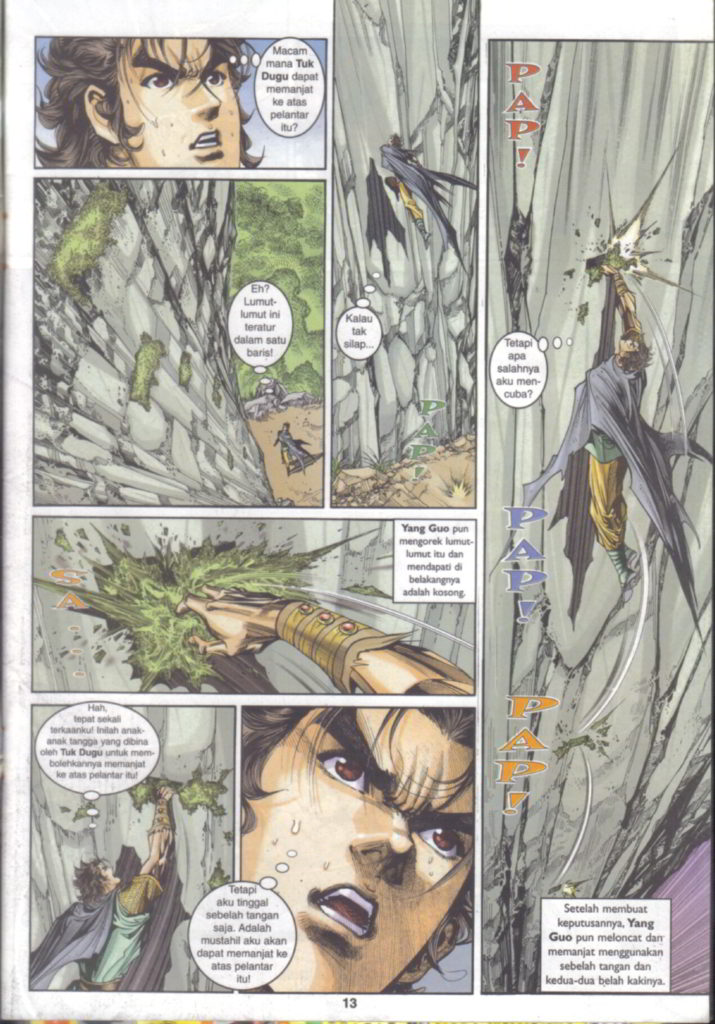 Macam
mana Tuk
Dugu dapat
memanjat
ke atas
pelantar
itu?
Eh?
Lumut-
lumut ini
teratur
dalam satu
baris!
Kalau
tak
silap...
PAP!
Yang Guo pun
mengorek lumut-
lumut itu dan
mendapati di
belakangnya
adalah kosong.
SA...
Hah,
tepat sekali
terkaanku! Inilah anak-
anak tangga yang dibina
oleh Tuk Dugu untuk mem-
bolehkannya memanjat
ke atas pelantar itu!
Tetapi
aku tinggal
sebelah tangan
saja. Adalah
mustahil aku akan
dapat memanjat ke
atas pelantar
itu!
PAP!
Tetapi
apa
salahnya
aku men-
cuba?
PAP!
PAP!
PAP!
PAP!
Setelah membuat
keputusannya, Yang
Guo pun meloncat dan
memanjat menggunakan
sebelah tangan dan
kedua-dua belah kakinya.
13